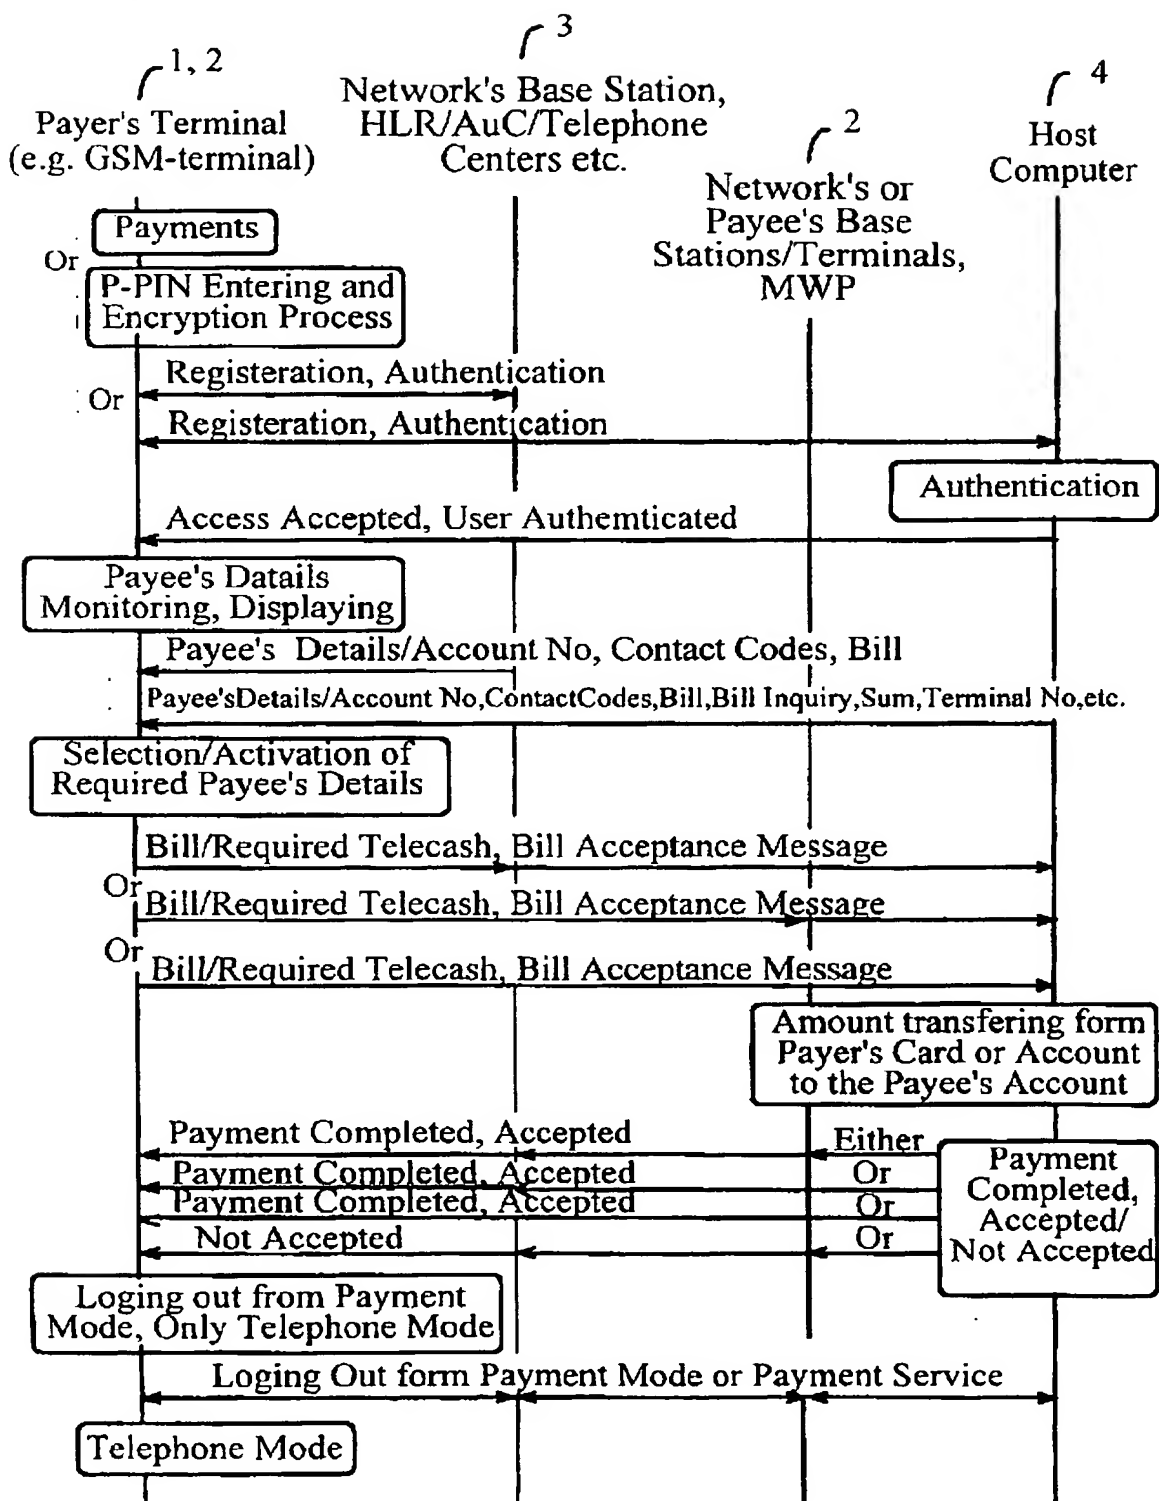 3
1, 2
4
Network's Base Station,
HLR/AuC/Telephone
Centers etc.
Payer's Terminal
(e.g. GSM-terminal)
2
Host
Computer
Network's or
Payee's Base
Stations/Terminals,
MWP
Payments
Or
P-PIN Entering and
Encryption Process
Registeration, Authentication
Or
Registeration, Authentication
Authentication
Access Accepted, User Authemticated
Payee's Datails
Monitoring, Displaying
Payee's Details/Account No, Contact Codes, Bill
Payee'sDetails/Account No,ContactCodes,Bill,Bill Inquiry,Sum,Terminal No,etc.
Selection/Activation of
Required Payee's Details
Bill/Required Telecash, Bill Acceptance Message
Or
Bill/Required Telecash, Bill Acceptance Message
Or
Bill/Required Telecash, Bill Acceptance Message
Amount transfering form
Payer's Card or Account
to the Payee's Account
Payment Completed, Accepted
Either
Payment Completed, Accepted
Or
Payment Completed, Accepted
Or
Not Accepted
Or
Payment
Completed,
Accepted/
Not Accepted
Loging out from Payment
Mode, Only Telephone Mode
Loging Out form Payment Mode or Payment Service
Telephone Mode